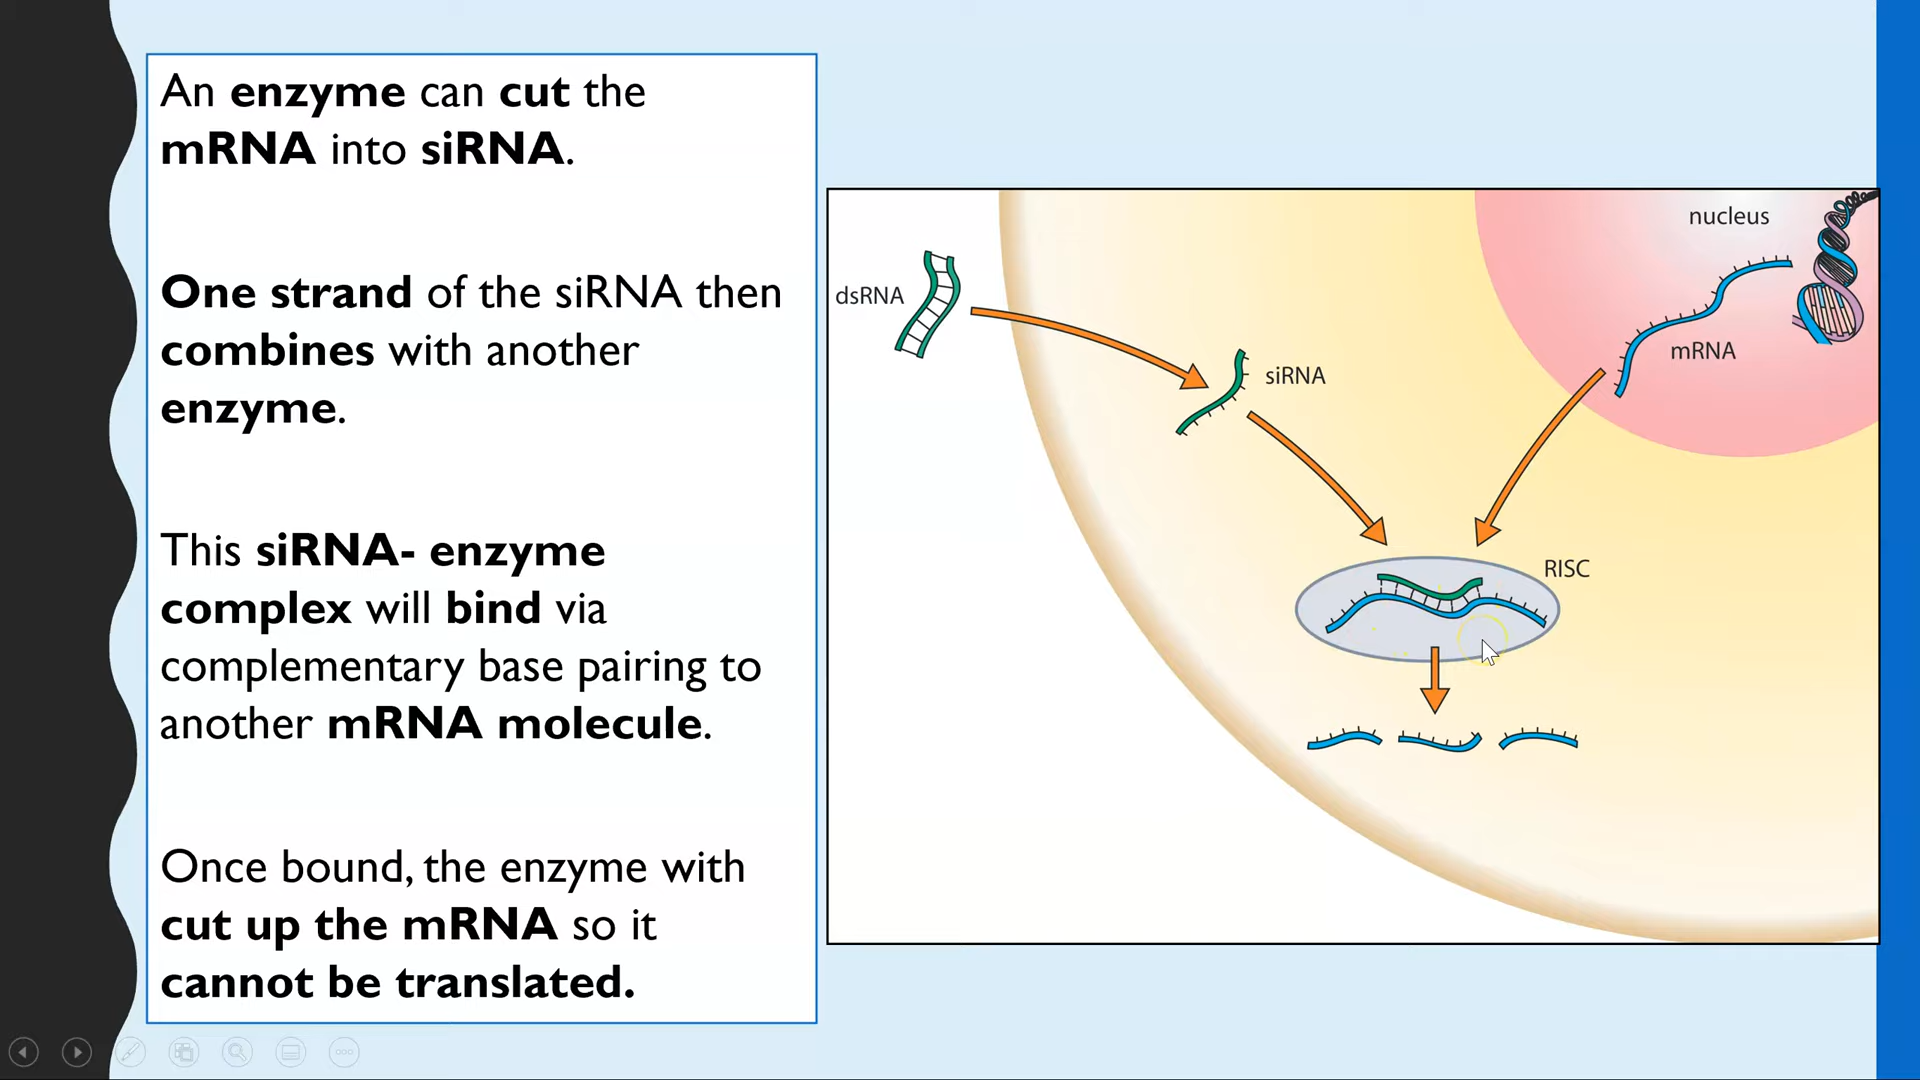 An enzyme can cut the
mRNA into siRNA.
One strand of the siRNA then
combines with another
enzyme.
This siRNA- enzyme
complex will bind via
complementary base pairing to
another mRNA molecule.
Once bound, the enzyme with
cut up the mRNA so it
cannot be translated.
nucleus
dsRNA
mRNA
siRNA
RISC